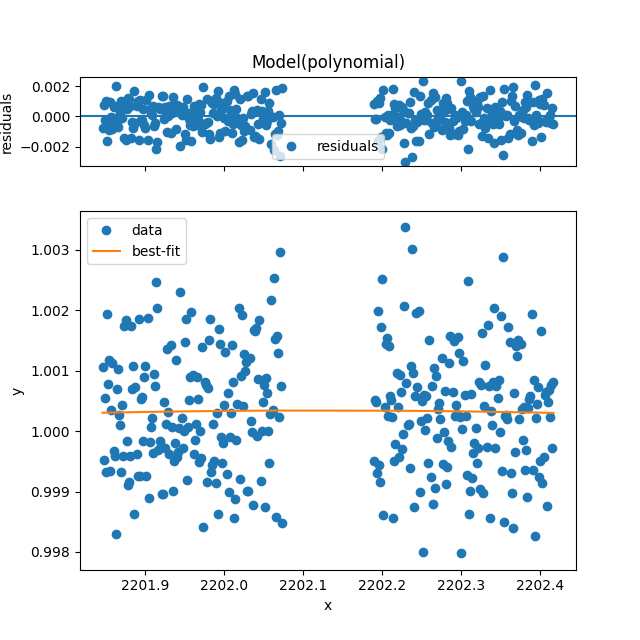 Model(polynomial)
residuals
0.002
0.000
−0.002
residuals
y
1.003
1.002
1.001
1.000
0.999
0.998
data
best-fit
2201.9 2202.0 2202.1 2202.2 2202.3 2202.4
x